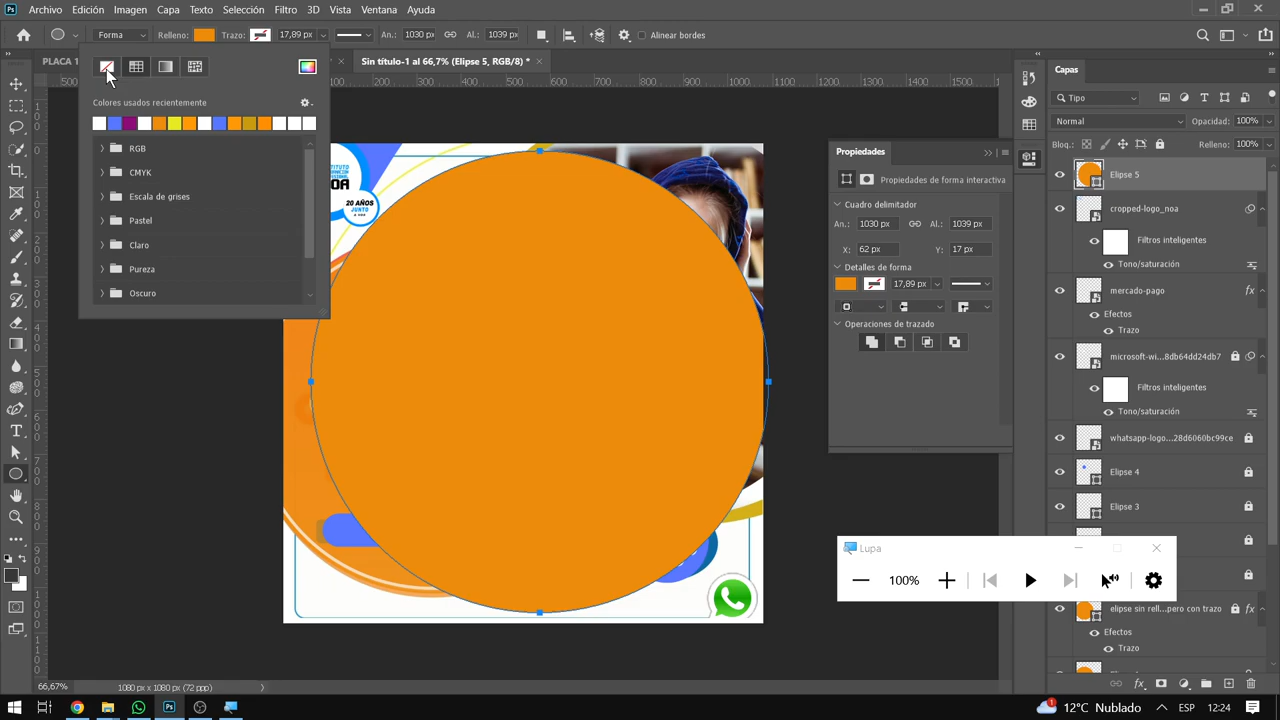 Ps Archivo Edición Imagen Capa Texto Selección Filtro 3D Vista Ventana Ayuda
Forma Relleno: Trazo: 17,89 px An.: 1030 px Al.: 1039 px Alinear bordes
PLACA 1
Sin título-1 al 66,7% (Elipse 5, RGB/8) *
Colores usados recientemente
RGB
CMYK
Escala de grises
Pastel
Claro
Pureza
Oscuro
20 AÑOS
JUNTO
A VOS
Propiedades
Propiedades de forma interactiva
Cuadro delimitador
An.: 1030 px Al.: 1039 px
X: 62 px Y: 17 px
Detalles de forma
17,89 px
Operaciones de trazado
Capas
Tipo
Normal Opacidad: 100%
Bloq.: Relleno: 100%
Elipse 5
cropped-logo_noa
Filtros inteligentes
Tono/saturación
mercado-pago fx
Efectos
Trazo
microsoft-wi...8db64dd24db7
Filtros inteligentes
Tono/saturación
whatsapp-logo...28d6060bc99ce
Elipse 4
Elipse 3
elipse sin rell...pero con trazo fx
Efectos
Trazo
Lupa
100%
66,67% 1080 px x 1080 px (72 ppp)
12°C Nublado ESP 12:24